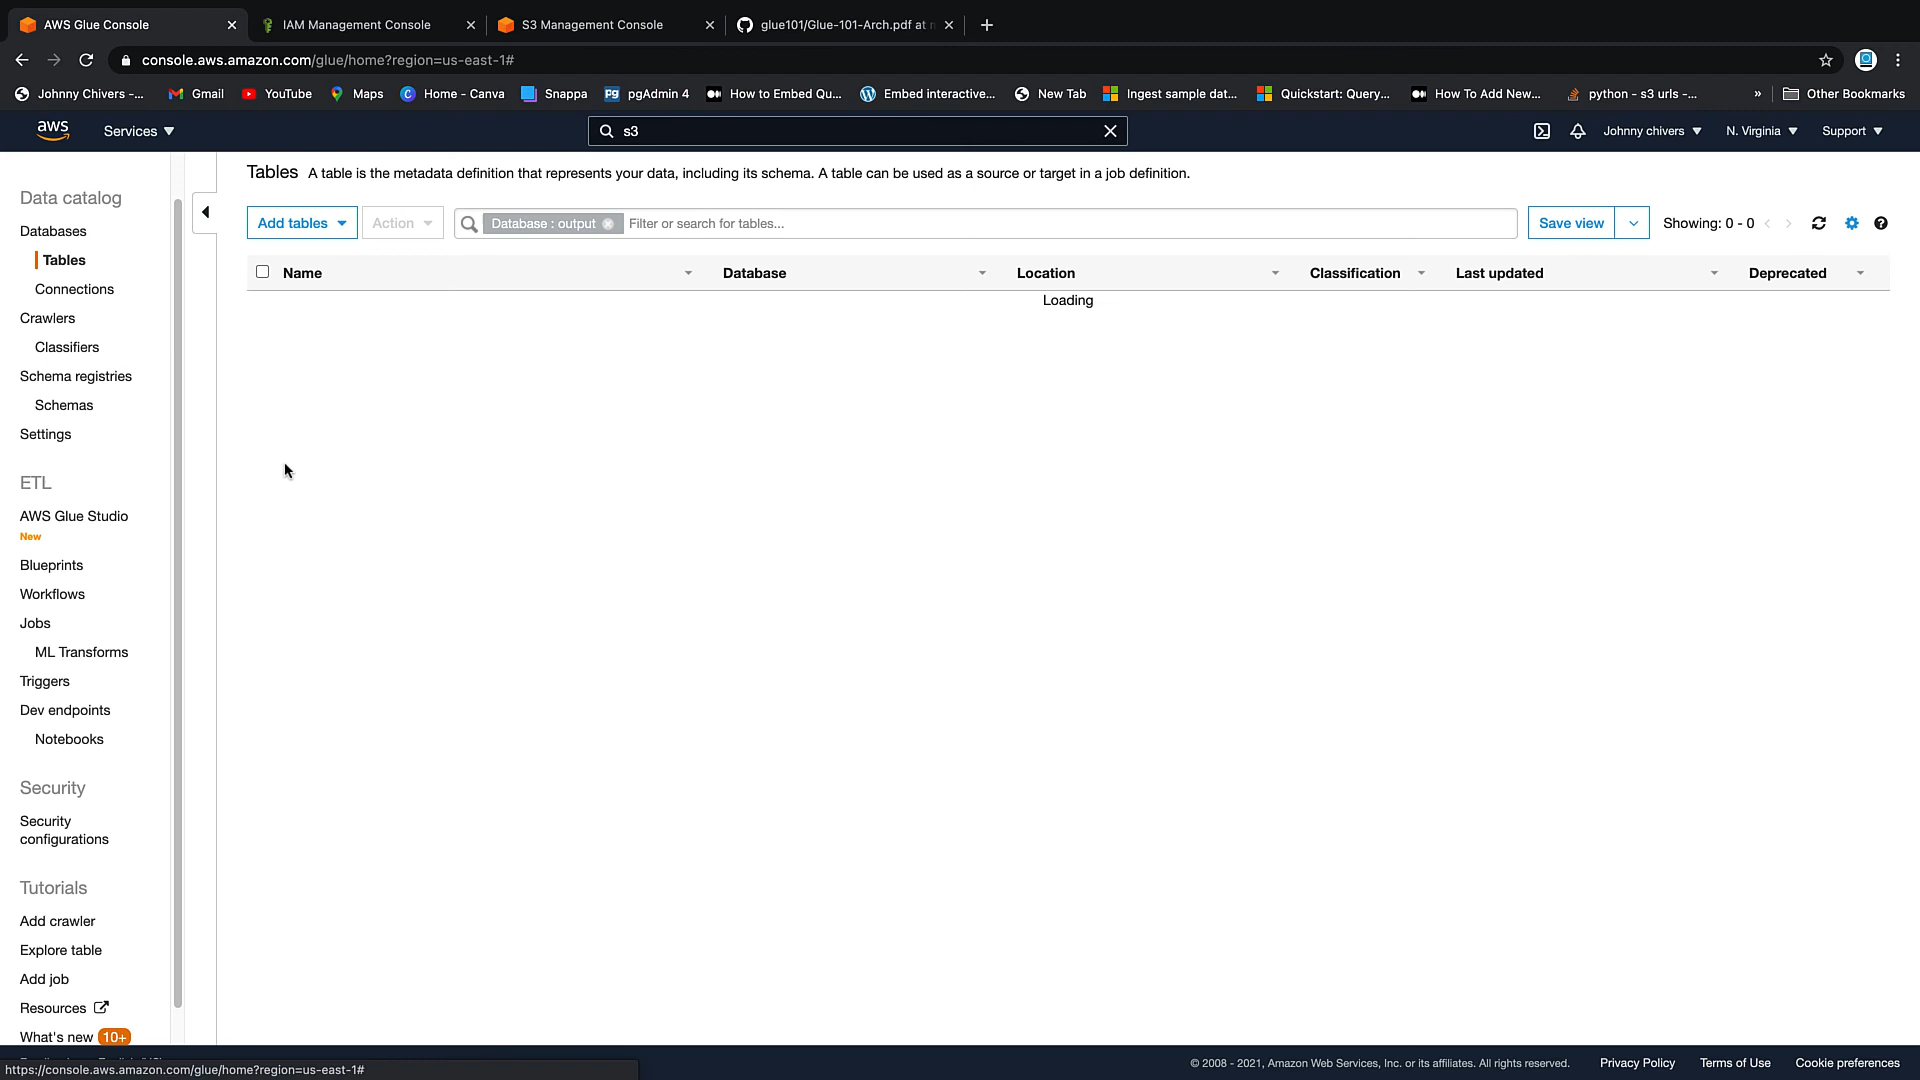 AWS Glue Console
IAM Management Console
S3 Management Console
glue101/Glue-101-Arch.pdf at
console.aws.amazon.com/glue/home?region=us-east-1#
Johnny Chivers -...
Gmail
YouTube
Maps
Home - Canva
Snappa
pgAdmin 4
How to Embed Qu...
Embed interactive...
New Tab
Ingest sample dat...
Quickstart: Query...
How To Add New...
python - s3 urls -...
»
Other Bookmarks
aws
Services
s3
Johnny chivers
N. Virginia
Support
Data catalog
Databases
Tables
Connections
Crawlers
Classifiers
Schema registries
Schemas
Settings
ETL
AWS Glue Studio
New
Blueprints
Workflows
Jobs
ML Transforms
Triggers
Dev endpoints
Notebooks
Security
Security
configurations
Tutorials
Add crawler
Explore table
Add job
Resources
What's new 10+
Tables A table is the metadata definition that represents your data, including its schema. A table can be used as a source or target in a job definition.
Add tables
Action
Database : output
Filter or search for tables...
Save view
Showing: 0 - 0
Name
Database
Location
Classification
Last updated
Deprecated
Loading
https://console.aws.amazon.com/glue/home?region=us-east-1#
© 2008 - 2021, Amazon Web Services, Inc. or its affiliates. All rights reserved.
Privacy Policy
Terms of Use
Cookie preferences